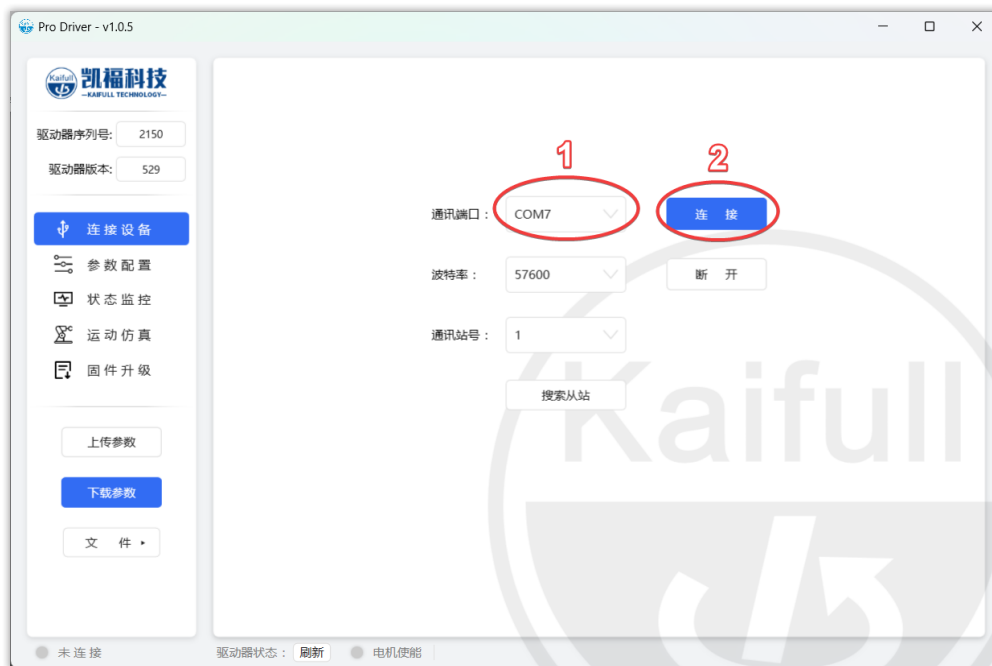 Pro Driver - v1.0.5
Kaifull
凯福科技
—KAIFULL TECHNOLOGY—
驱动器序列号: 2150
驱动器版本: 529
连接设备
参数配置
状态监控
运动仿真
固件升级
上传参数
下载参数
文 件
1 2
通讯端口： COM7 连 接
波特率： 57600 断 开
通讯站号： 1
搜索从站
Kaifull
未连接 驱动器状态： 刷新 电机使能